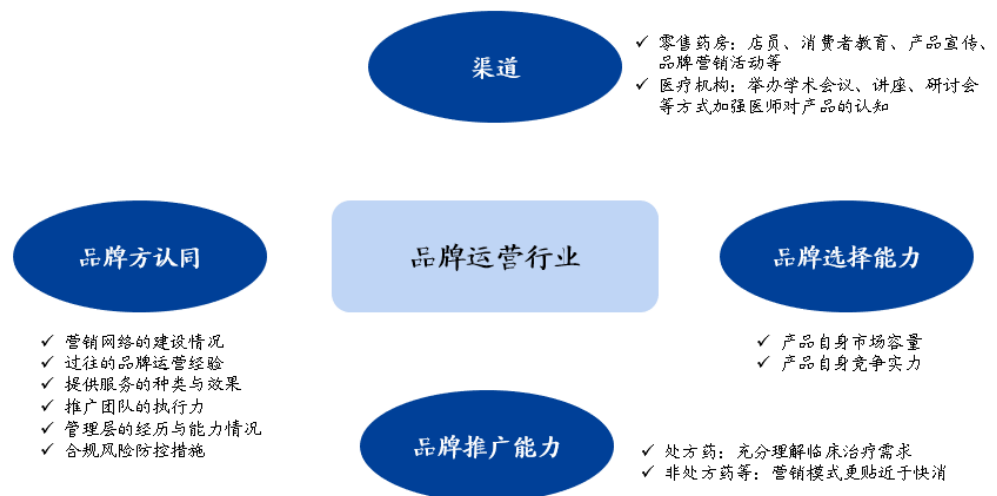 渠道
✓ 零售药房：店员、消费者教育、产品宣传、
品牌营销活动等
✓ 医疗机构：举办学术会议、讲座、研讨会
等方式加强医师对产品的认知
品牌方认同
品牌运营行业
品牌选择能力
✓ 营销网络的建设情况
✓ 过往的品牌运营经验
✓ 提供服务的种类与效果
✓ 推广团队的执行力
✓ 管理层的经历与能力情况
✓ 合规风险防控措施
✓ 产品自身市场容量
✓ 产品自身竞争实力
品牌推广能力
✓ 处方药：充分理解临床治疗需求
✓ 非处方药等：营销模式更贴近于快消